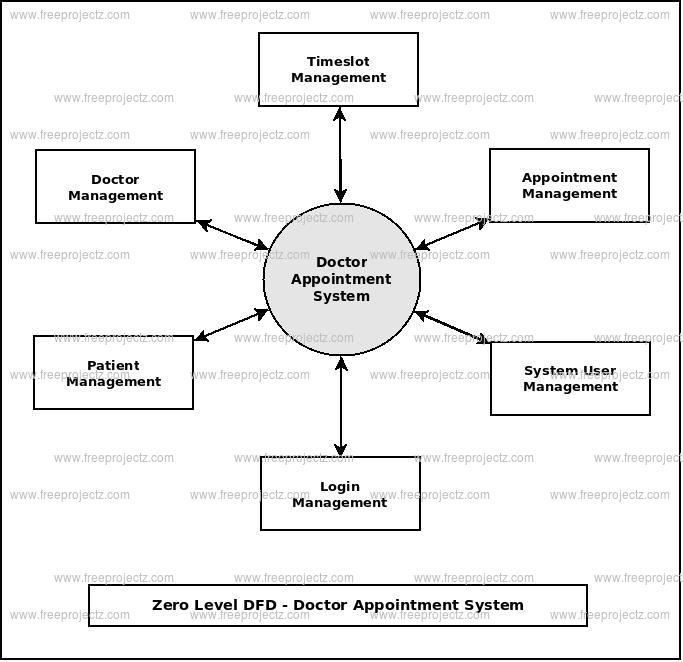 www.freeprojectz.com www.freeprojectz.com www.freeprojectz.com www.freeprojectz.com
Timeslot
Management
www.freeprojectz.com www.freeprojectz.com www.freeprojectz.com www.freeprojectz
www.freeprojectz.com www.freeprojectz.com www.freeprojectz.com www.freeprojectz.com
Doctor
Management
Appointment
Management
www.freeprojectz.com www.freeprojectz.com www.freeprojectz.com www.freeprojectz
www.freeprojectz.com www.freeprojectz.com www.freeprojectz.com www.freeprojectz.com
Doctor
Appointment
System
www.freeprojectz.com www.freeprojectz.com www.freeprojectz.com www.freeprojectz
Patient
Management
System User
Management
www.freeprojectz.com www.freeprojectz.com www.freeprojectz.com www.freeprojectz.com
www.freeprojectz.com www.freeprojectz.com www.freeprojectz.com www.freeprojectz
Login
Management
www.freeprojectz.com www.freeprojectz.com www.freeprojectz.com www.freeprojectz.com
www.freeprojectz.com www.freeprojectz.com www.freeprojectz.com www.freeprojectz
Zero Level DFD - Doctor Appointment System
www.freeprojectz.com www.freeprojectz.com www.freeprojectz.com www.freeprojectz.com